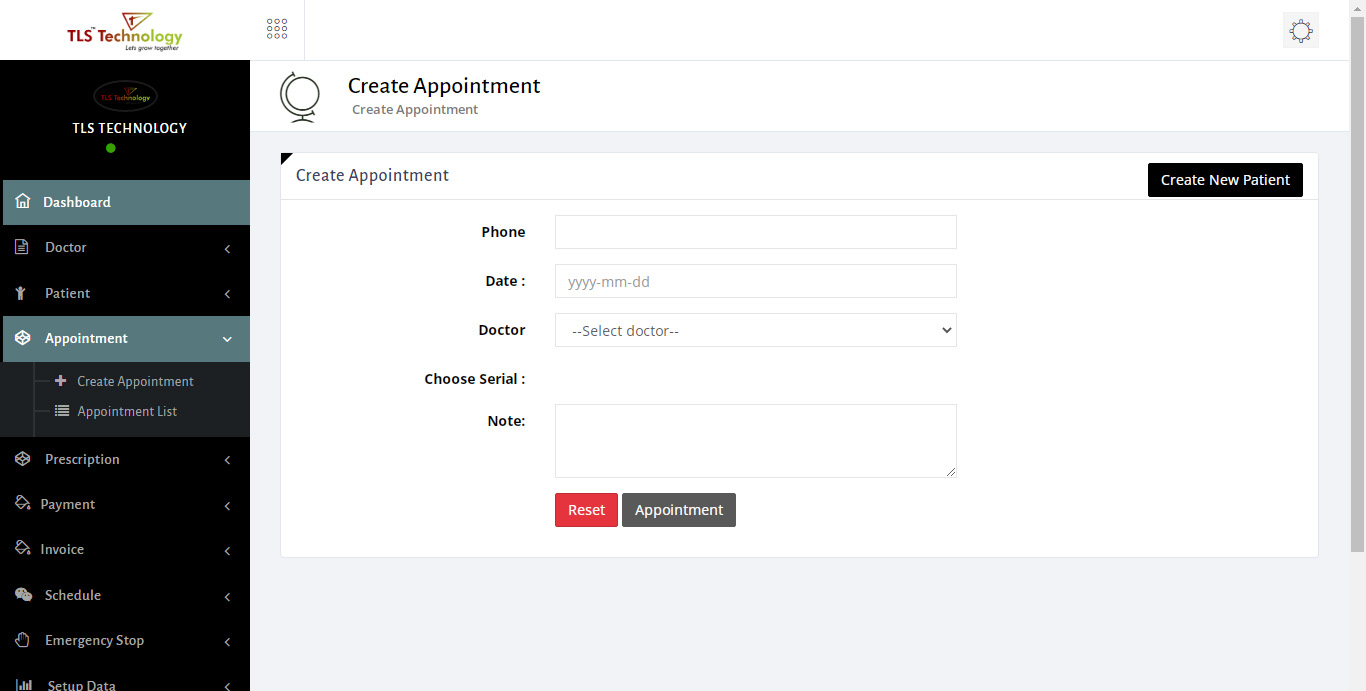 TLS™ Technology
Lets grow together
TLS Technology
TLS TECHNOLOGY
Dashboard
Doctor
Patient
Appointment
Create Appointment
Appointment List
Prescription
Payment
Invoice
Schedule
Emergency Stop
Setup Data
Create Appointment
Create Appointment
Create Appointment
Create New Patient
Phone
Date :
yyyy-mm-dd
Doctor
--Select doctor--
Choose Serial :
Note:
Reset
Appointment